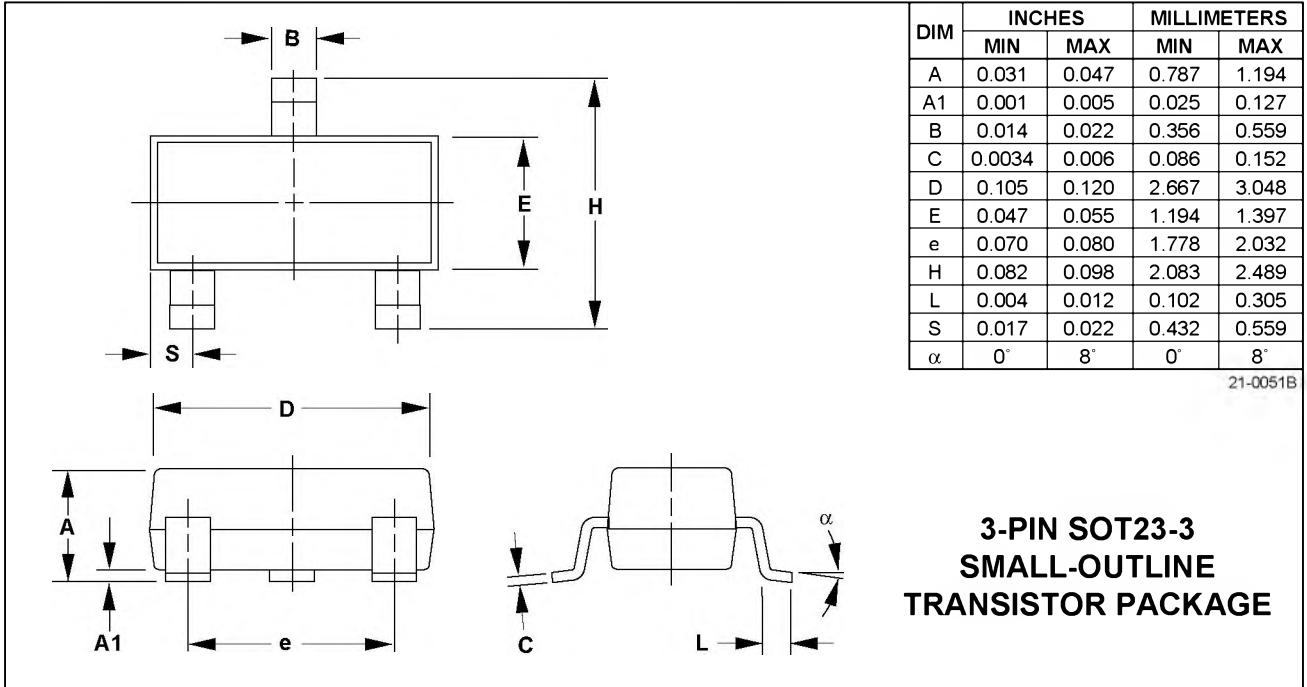 B
H
E
S
D
A
A1
e
C
L
α
DIM INCHES MILLIMETERS
MIN MAX MIN MAX
A 0.031 0.047 0.787 1.194
A1 0.001 0.005 0.025 0.127
B 0.014 0.022 0.356 0.559
C 0.0034 0.006 0.086 0.152
D 0.105 0.120 2.667 3.048
E 0.047 0.055 1.194 1.397
e 0.070 0.080 1.778 2.032
H 0.082 0.098 2.083 2.489
L 0.004 0.012 0.102 0.305
S 0.017 0.022 0.432 0.559
α 0° 8° 0° 8°
21-0051B
3-PIN SOT23-3
SMALL-OUTLINE
TRANSISTOR PACKAGE